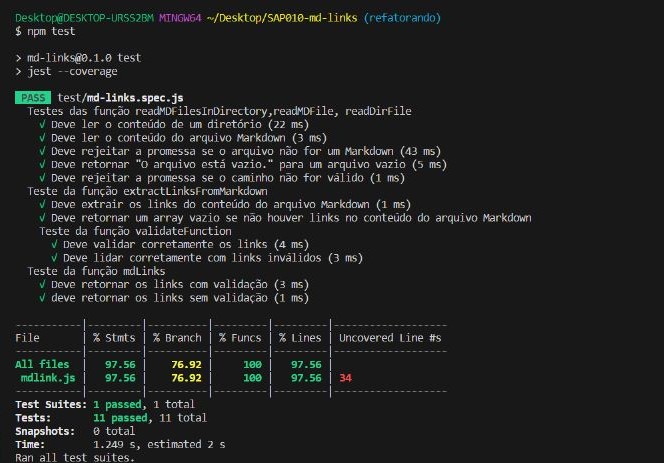 Desktop@DESKTOP-URSS2BM MINGW64 ~/Desktop/SAP010-md-links (refatorando)
$ npm test
> md-links@0.1.0 test
> jest --coverage
PASS test/md-links.spec.js
Testes das função readMDFilesInDirectory,readMDFile, readDirFile
√ Deve ler o conteúdo de um diretório (22 ms)
√ Deve ler o conteúdo do arquivo Markdown (3 ms)
√ Deve rejeitar a promessa se o arquivo não for um Markdown (43 ms)
√ Deve retornar "O arquivo está vazio." para um arquivo vazio (5 ms)
√ Deve rejeitar a promessa se o caminho não for válido (1 ms)
Teste da função extractLinksFromMarkdown
√ Deve extrair os links do conteúdo do arquivo Markdown (1 ms)
√ Deve retornar um array vazio se não houver links no conteúdo do arquivo Markdown
Teste da função validateFunction
√ Deve validar corretamente os links (4 ms)
√ Deve lidar corretamente com links inválidos (3 ms)
Teste da função mdLinks
√ Deve retornar os links com validação (3 ms)
√ deve retornar os links sem validação (1 ms)
----------|---------|----------|---------|---------|-------------------
File | % Stmts | % Branch | % Funcs | % Lines | Uncovered Line #s
----------|---------|----------|---------|---------|-------------------
All files | 97.56 | 76.92 | 100 | 97.56 |
mdlink.js | 97.56 | 76.92 | 100 | 97.56 | 34
----------|---------|----------|---------|---------|-------------------
Test Suites: 1 passed, 1 total
Tests: 11 passed, 11 total
Snapshots: 0 total
Time: 1.249 s, estimated 2 s
Ran all test suites.